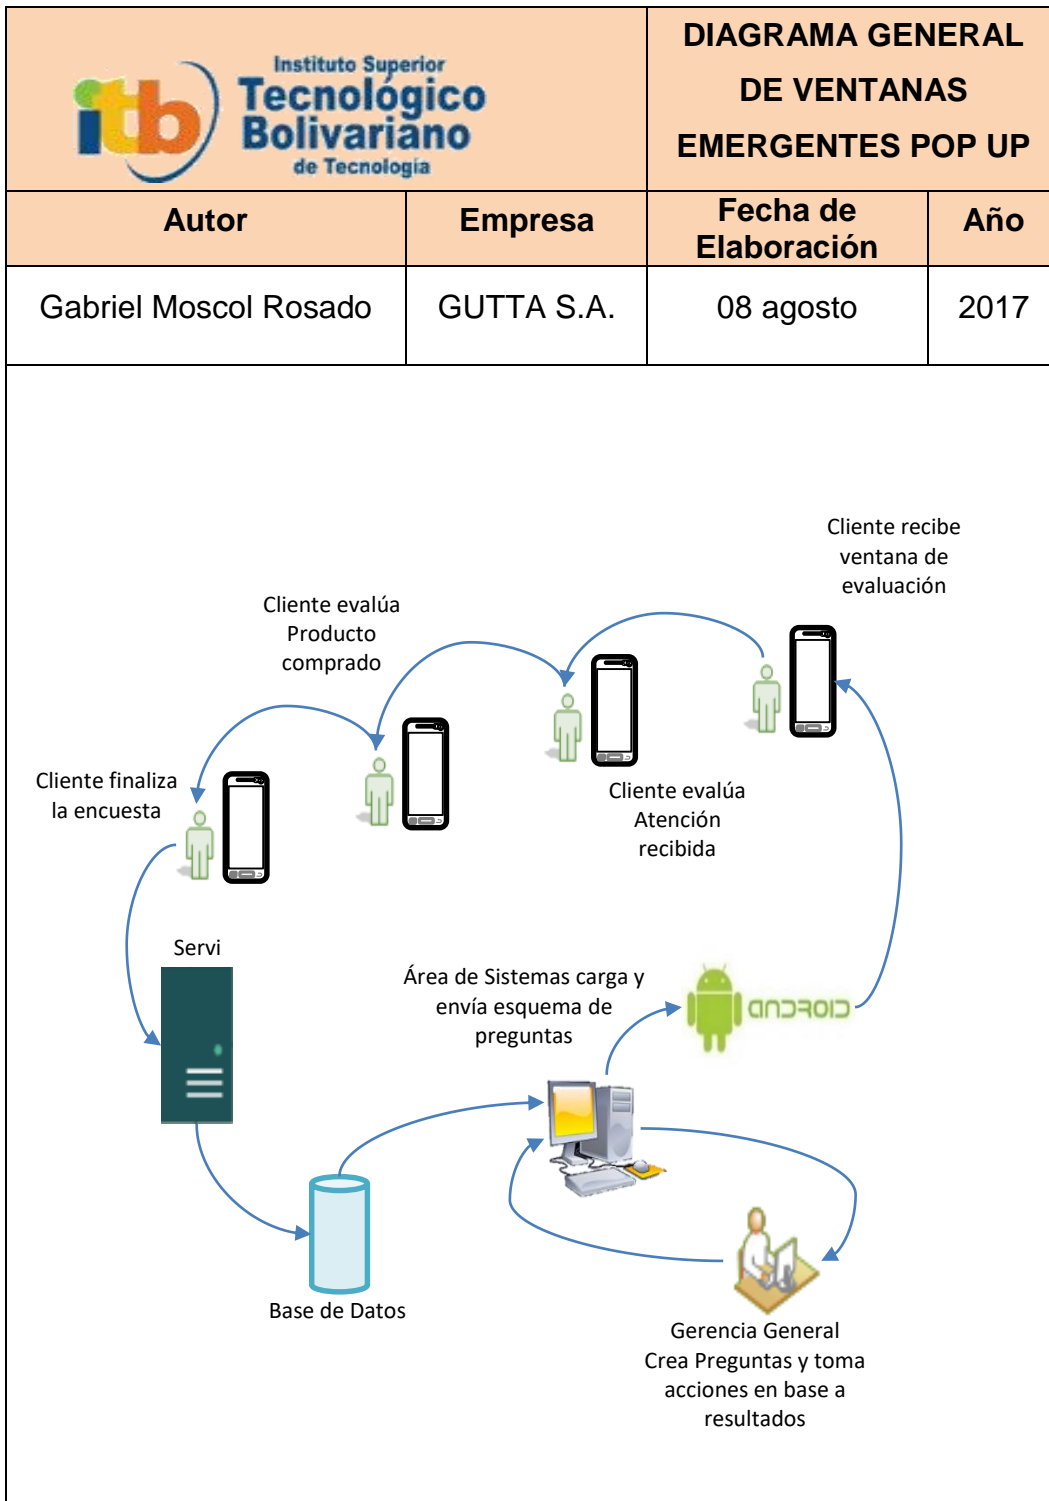 itb
Instituto Superior
Tecnológico
Bolivariano
de Tecnología
DIAGRAMA GENERAL
DE VENTANAS
EMERGENTES POP UP
Autor
Empresa
Fecha de
Elaboración
Año
Gabriel Moscol Rosado
GUTTA S.A.
08 agosto
2017
Cliente recibe
ventana de
evaluación
Cliente evalúa
Producto
comprado
Cliente evalúa
Atención
recibida
Cliente finaliza
la encuesta
Servi
Área de Sistemas carga y
envía esquema de
preguntas
ANDROID
Base de Datos
Gerencia General
Crea Preguntas y toma
acciones en base a
resultados